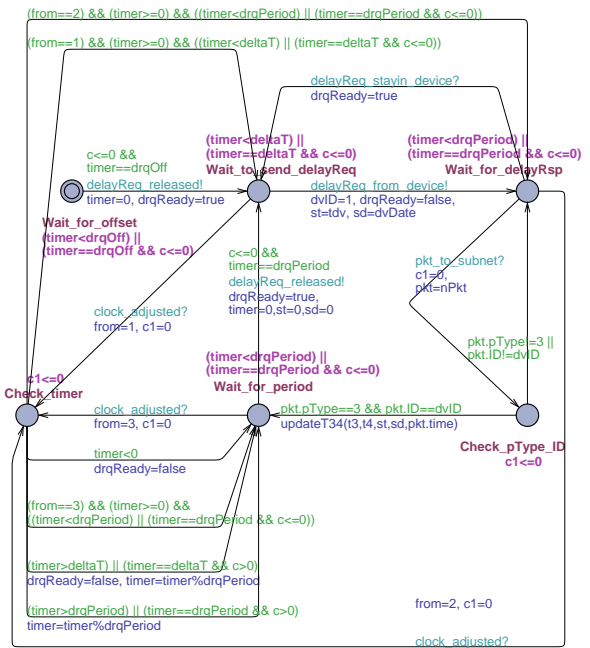 (from==2) && (timer>=0) && ((timer<drqPeriod) || (timer==drqPeriod && c<=0))
(from==1) && (timer>=0) && ((timer<deltaT) || (timer==deltaT && c<=0))
delayReq_stayin_device?
drqReady=true
(timer<deltaT) ||
(timer==deltaT && c<=0)
Wait_to_send_delayReq
(timer<drqPeriod) ||
(timer==drqPeriod && c<=0)
Wait_for_delayRsp
c<=0 &&
timer==drqOff
delayReq_released!
timer=0, drqReady=true
delayReq_from_device!
dvID=1, drqReady=false,
st=tdv, sd=dvDate
Wait_for_offset
(timer<drqOff) ||
(timer==drqOff && c<=0)
c<=0 &&
timer==drqPeriod
delayReq_released!
drqReady=true,
timer=0,st=0,sd=0
pkt_to_subnet?
c1=0,
pkt=nPkt
clock_adjusted?
from=1, c1=0
pkt.pType!=3 ||
pkt.ID!=dvID
(timer<drqPeriod) ||
(timer==drqPeriod && c<=0)
Wait_for_period
c1<=0
Check_timer
clock_adjusted?
from=3, c1=0
pkt.pType==3 && pkt.ID==dvID
updateT34(t3,t4,st,sd,pkt.time)
Check_pType_ID
c1<=0
timer<0
drqReady=false
(from==3) && (timer>=0) &&
((timer<drqPeriod) || (timer==drqPeriod && c<=0))
(timer>deltaT) || (timer==deltaT && c>0)
drqReady=false, timer=timer%drqPeriod
(timer>drqPeriod) || (timer==drqPeriod && c>0)
timer=timer%drqPeriod
from=2, c1=0
clock_adjusted?